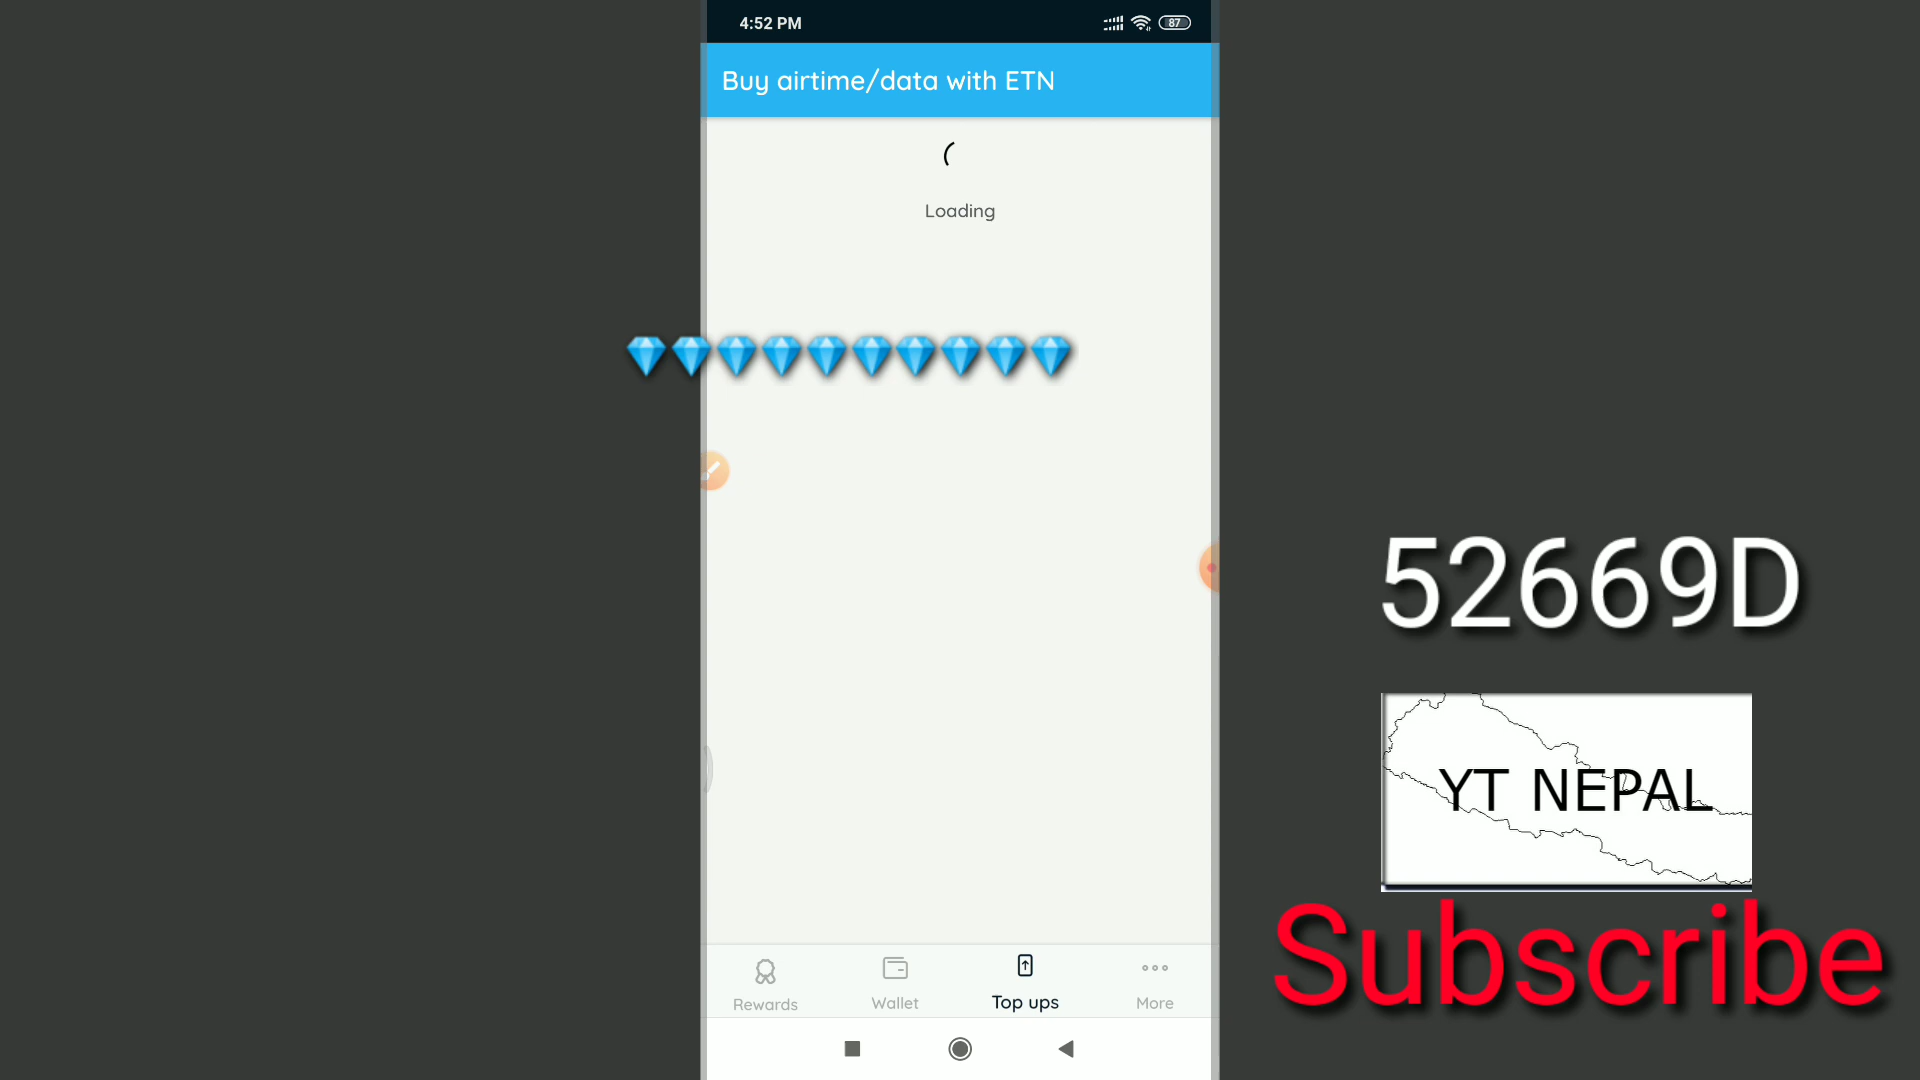 4:52 PM
87
Buy airtime/data with ETN
Loading
💎💎💎💎💎💎💎💎💎💎
52669D
YT NEPAL
Subscribe
Rewards
Wallet
Top ups
More